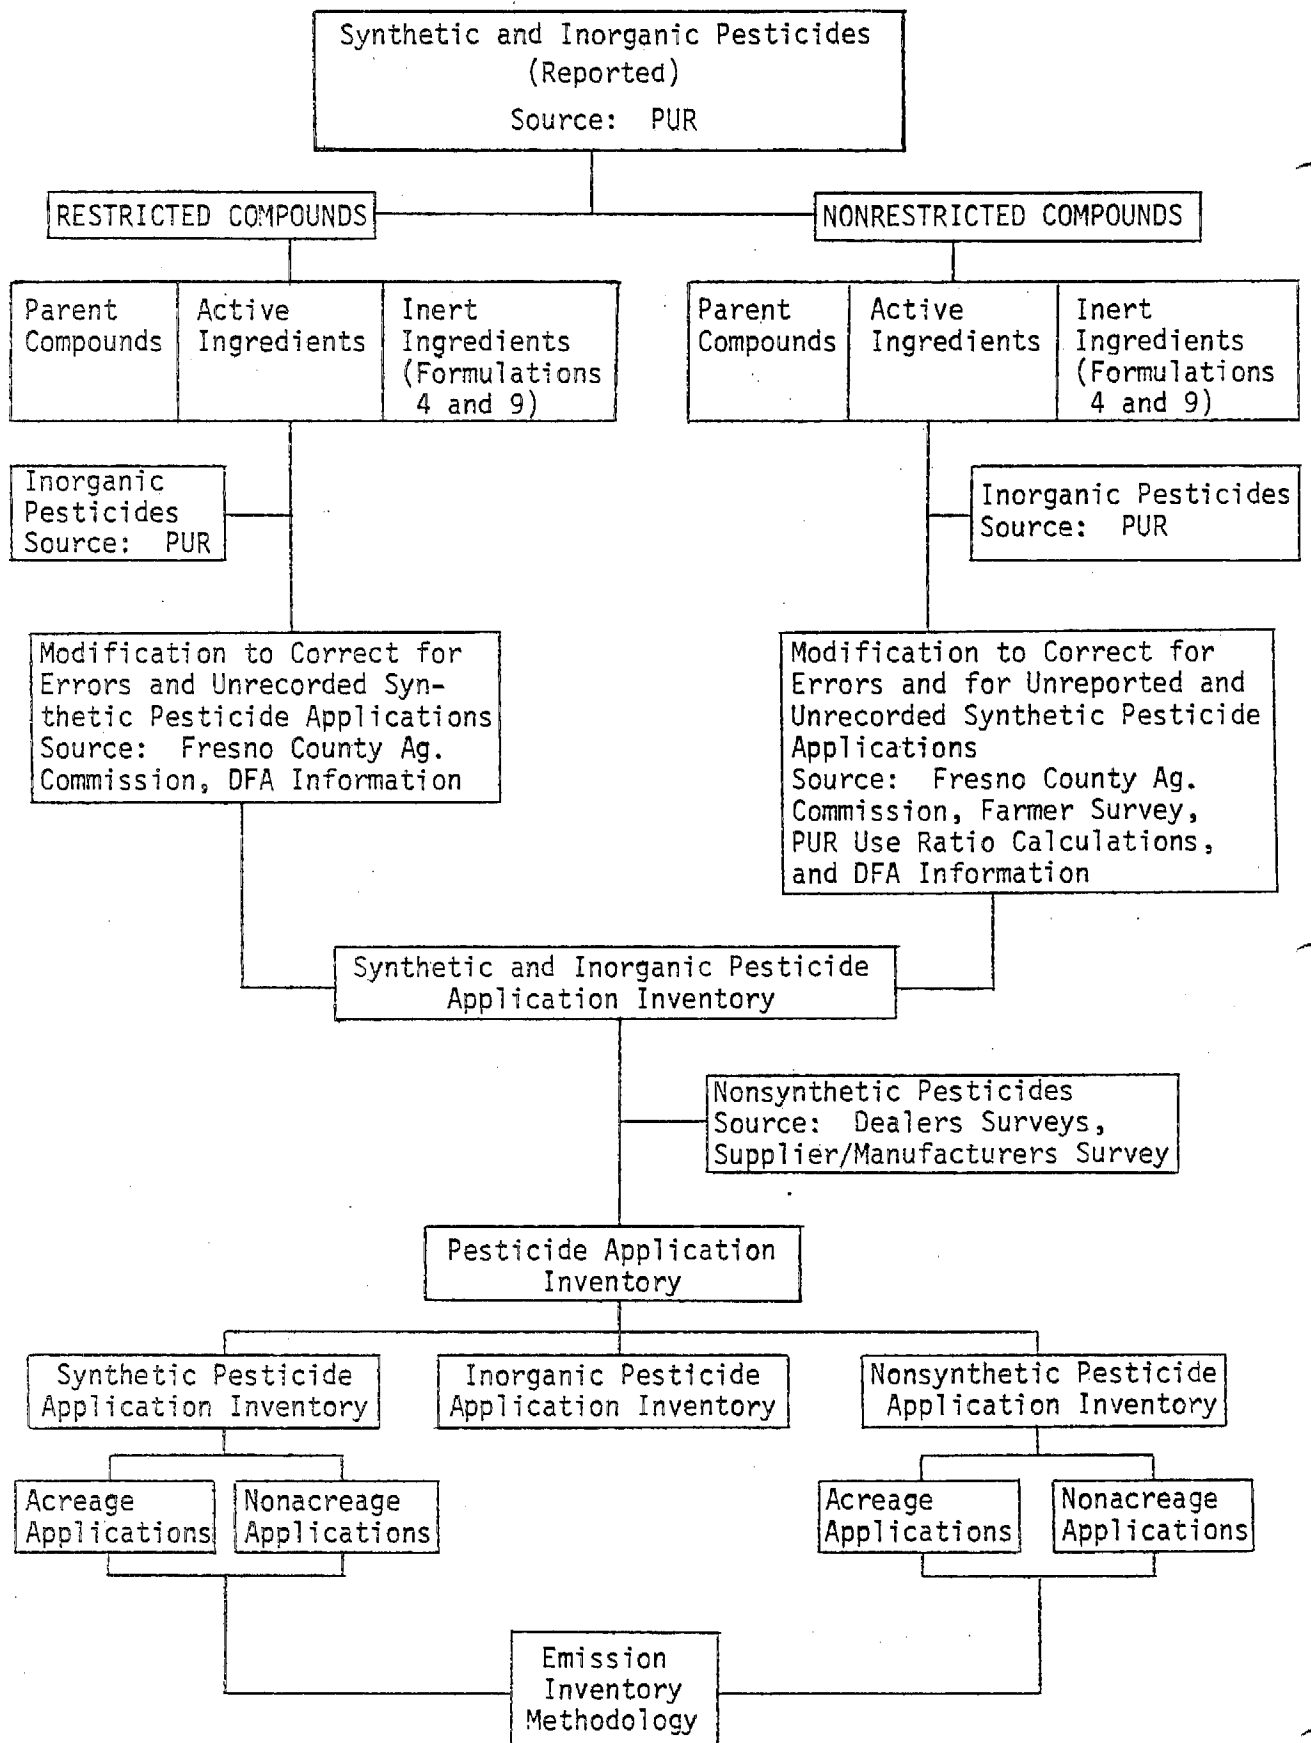 Synthetic and Inorganic Pesticides
(Reported)
Source: PUR
RESTRICTED COMPOUNDS
NONRESTRICTED COMPOUNDS
Parent
Compounds
Active
Ingredients
Inert
Ingredients
(Formulations
4 and 9)
Parent
Compounds
Active
Ingredients
Inert
Ingredients
(Formulations
4 and 9)
Inorganic
Pesticides
Source: PUR
Inorganic Pesticides
Source: PUR
Modification to Correct for
Errors and Unrecorded Syn-
thetic Pesticide Applications
Source: Fresno County Ag.
Commission, DFA Information
Modification to Correct for
Errors and for Unreported and
Unrecorded Synthetic Pesticide
Applications
Source: Fresno County Ag.
Commission, Farmer Survey,
PUR Use Ratio Calculations,
and DFA Information
Synthetic and Inorganic Pesticide
Application Inventory
Nonsynthetic Pesticides
Source: Dealers Surveys,
Supplier/Manufacturers Survey
Pesticide Application
Inventory
Synthetic Pesticide
Application Inventory
Inorganic Pesticide
Application Inventory
Nonsynthetic Pesticide
Application Inventory
Acreage
Applications
Nonacreage
Applications
Acreage
Applications
Nonacreage
Applications
Emission
Inventory
Methodology